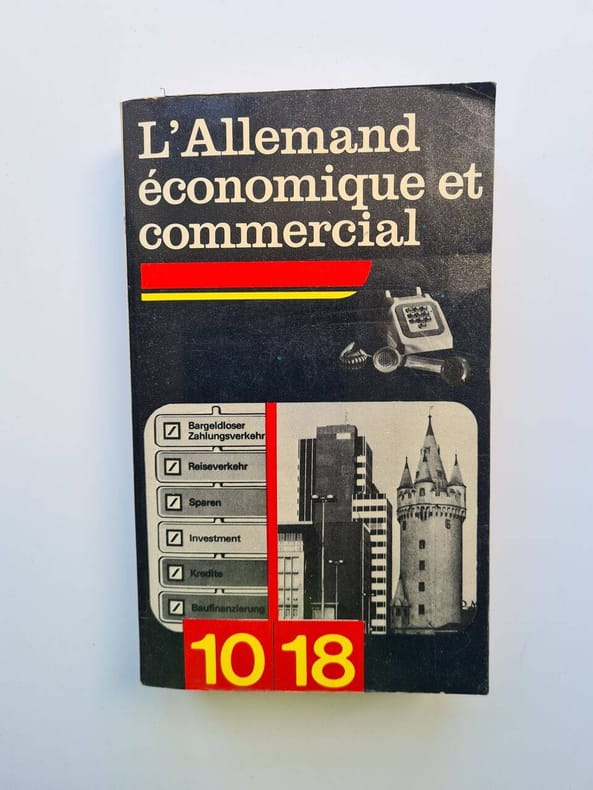 L'Allemand
économique et
commercial
Bargeldloser
Zahlungsverkehr
Reiseverkehr
Sparen
Investment
Kredite
Baufinanzierung
10 18